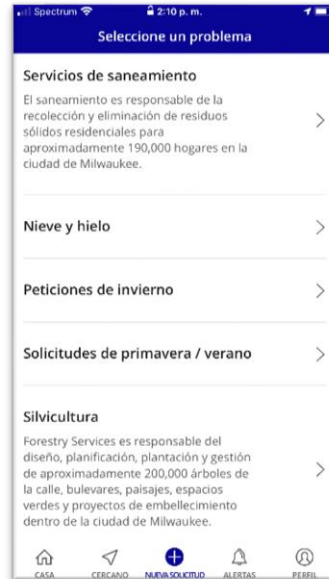 Spectrum 2:10 p. m.
Seleccione un problema
Servicios de saneamiento
El saneamiento es responsable de la
recolección y eliminación de residuos
sólidos residenciales para
aproximadamente 190,000 hogares en la
ciudad de Milwaukee.
Nieve y hielo
Peticiones de invierno
Solicitudes de primavera / verano
Silvicultura
Forestry Services es responsable del
diseño, planificación, plantación y gestión
de aproximadamente 200,000 árboles de
la calle, bulevares, paisajes, espacios
verdes y proyectos de embellecimiento
dentro de la ciudad de Milwaukee.
CASA CERCANO NUEVA SOLICITUD ALERTAS PERFIL